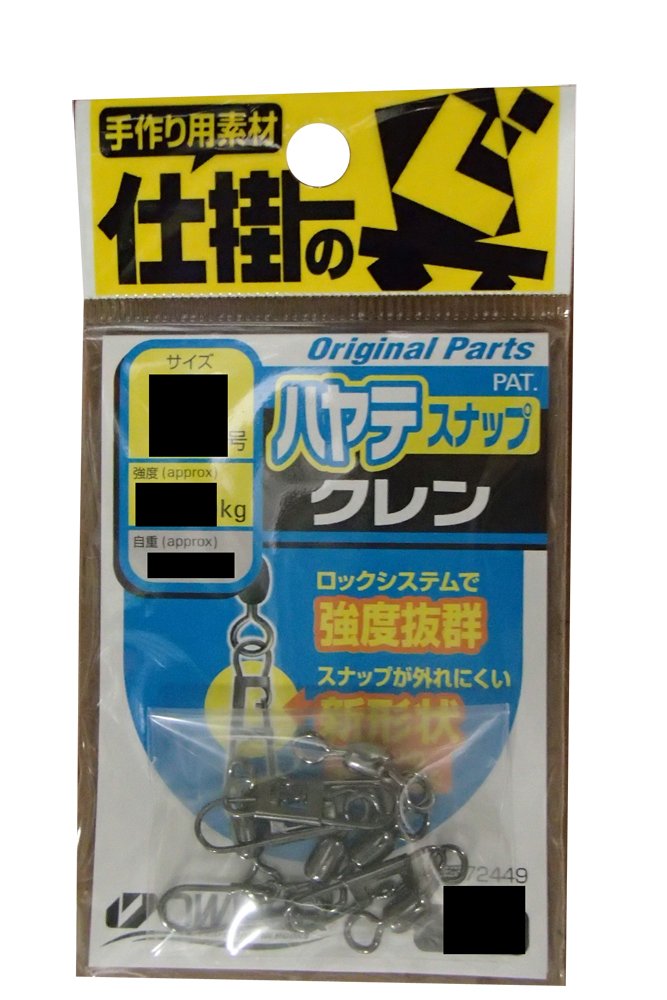 手作り用素材
仕掛の
Original Parts
PAT.
サイズ
号
強度(approx)
kg
自重(approx)
ハヤテスナップ
クレン
ロックシステムで
強度抜群
スナップが外れにくい
新形状
72449